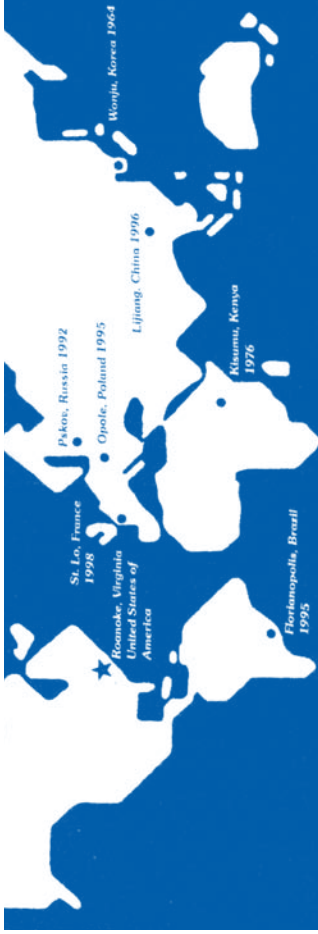 Wonju, Korea 1964
Lijiang, China 1996
Pskov, Russia 1992
Opole, Poland 1995
Kisumu, Kenya
1976
St. Lo, France
1998
Roanoke, Virginia
United States of
America
Florianopolis, Brazil
1995